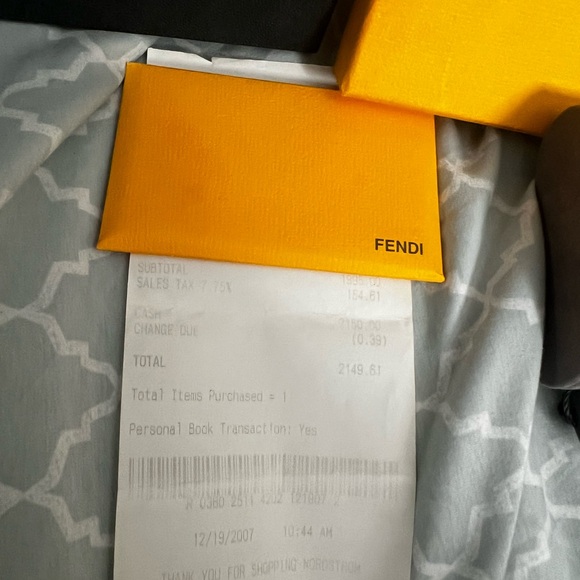 FENDI
SUBTOTAL 1995.00
SALES TAX 7.75% 154.61
CASH 2150.00
CHANGE DUE (0.39)
TOTAL 2149.61
Total Items Purchased = 1
Personal Book Transaction: Yes
0380
12/19/2007 10:44 AM
THANK YOU FOR SHOPPING NORDSTROM